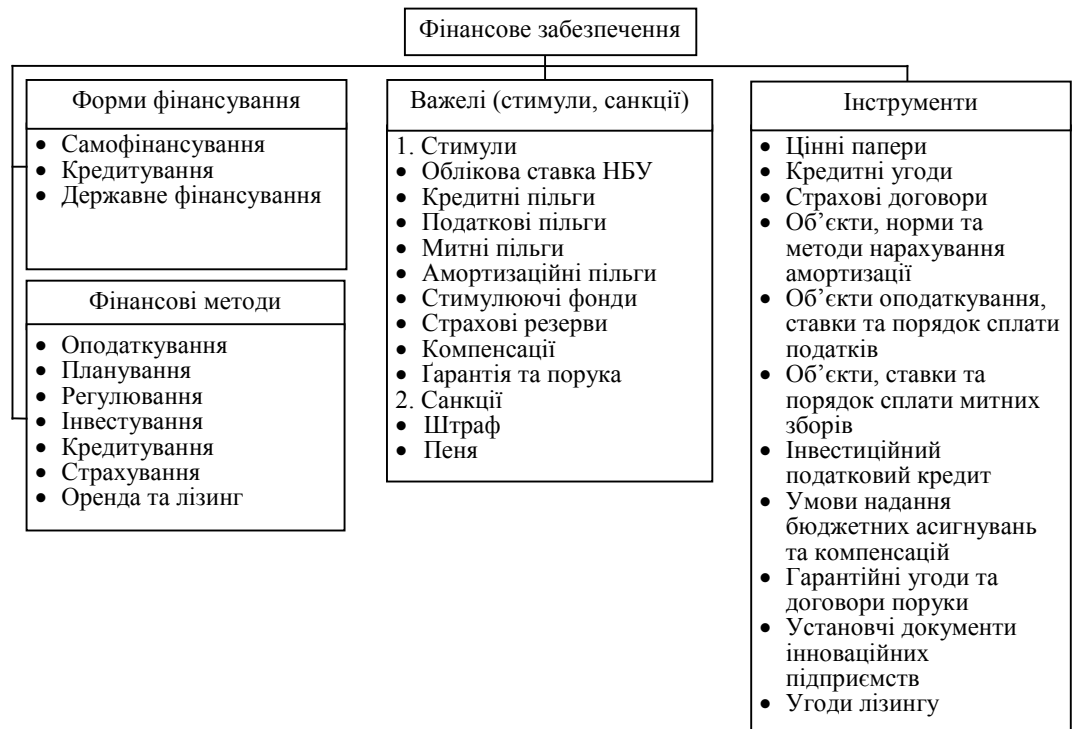 Фінансове забезпечення
Форми фінансування
• Самофінансування
• Кредитування
• Державне фінансування
Фінансові методи
• Оподаткування
• Планування
• Регулювання
• Інвестування
• Кредитування
• Страхування
• Оренда та лізинг
Важелі (стимули, санкції)
1. Стимули
• Облікова ставка НБУ
• Кредитні пільги
• Податкові пільги
• Митні пільги
• Амортизаційні пільги
• Стимулюючі фонди
• Страхові резерви
• Компенсації
• Ґарантія та порука
2. Санкції
• Штраф
• Пеня
Інструменти
• Цінні папери
• Кредитні угоди
• Страхові договори
• Об’єкти, норми та
методи нарахування
амортизації
• Об’єкти оподаткування,
ставки та порядок сплати
податків
• Об’єкти, ставки та
порядок сплати митних
зборів
• Інвестиційний
податковий кредит
• Умови надання
бюджетних асигнувань
та компенсацій
• Гарантійні угоди та
договори поруки
• Установчі документи
інноваційних
підприємств
• Угоди лізингу